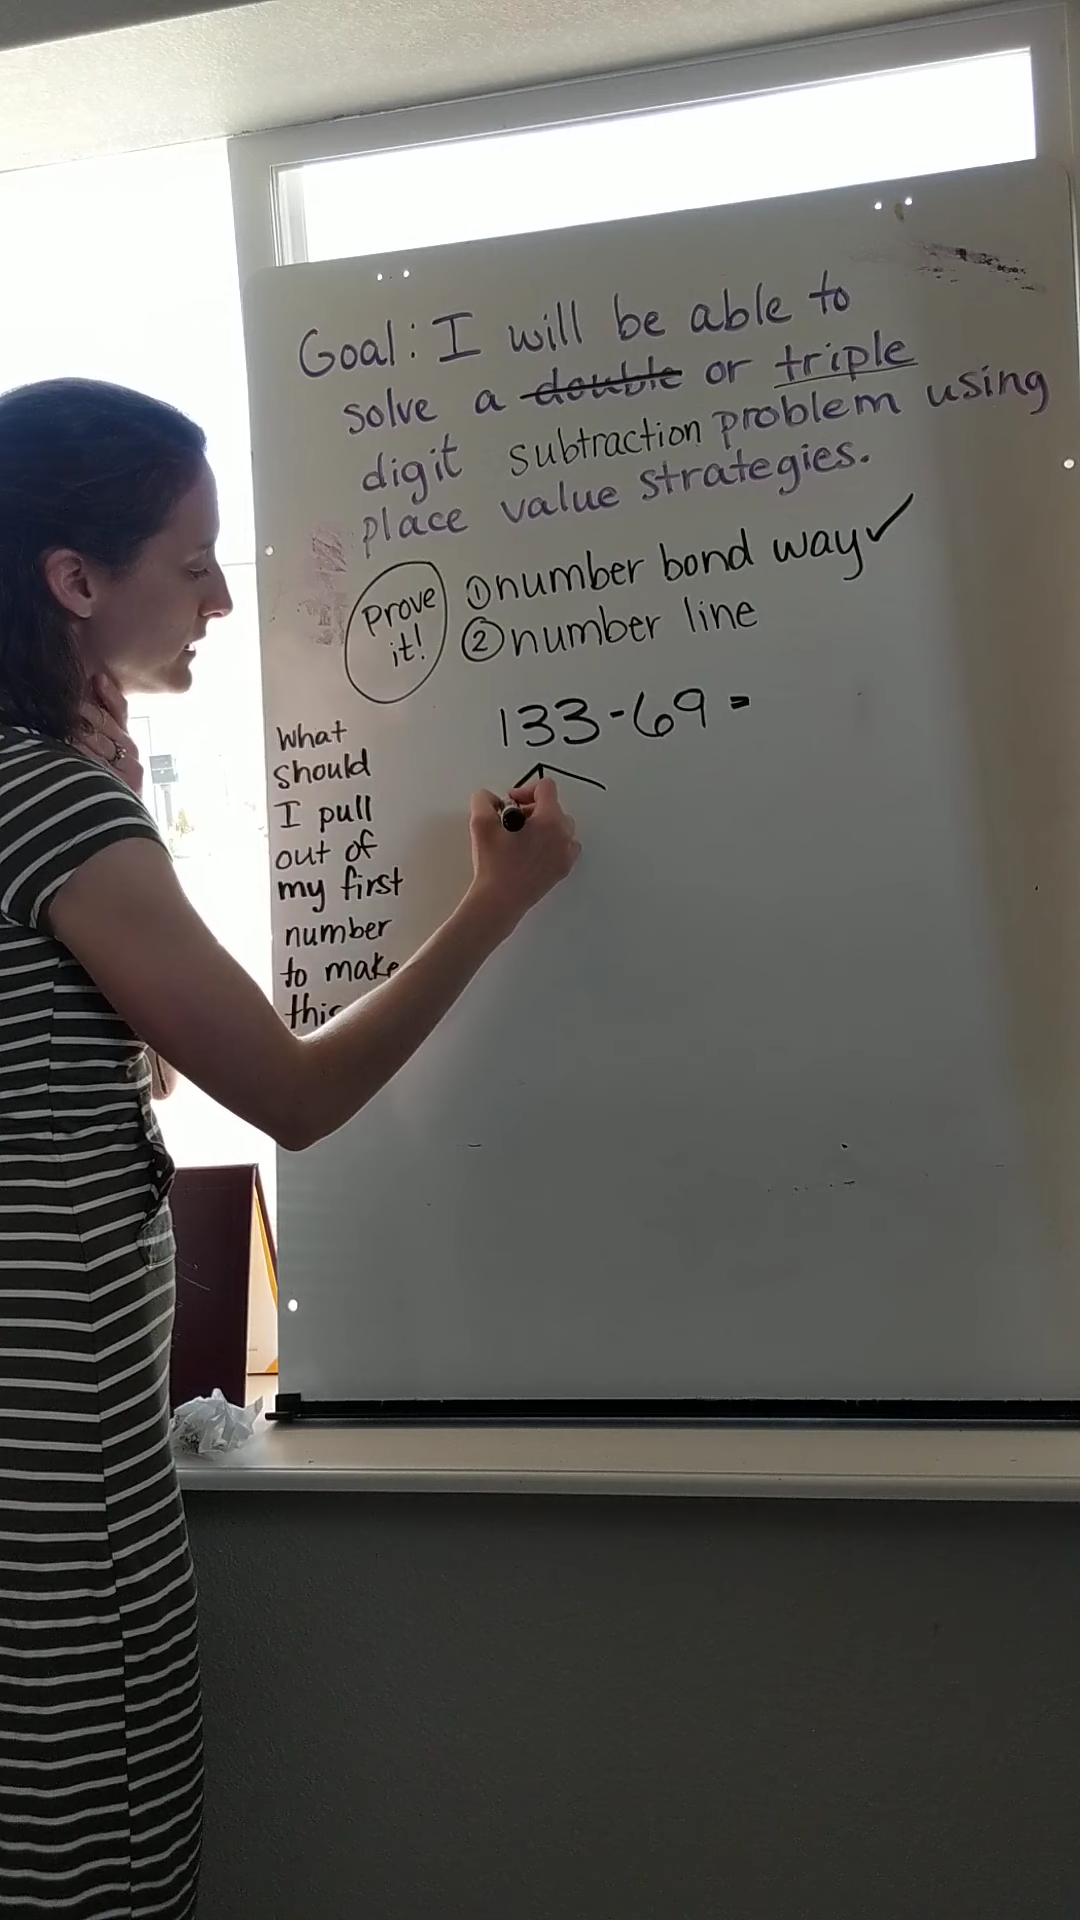 Goal: I will be able to
solve a double or triple
digit subtraction problem using
place value strategies.
Prove
it!
①number bond way✓
②number line
133-69=
What
should
I pull
out of
my first
number
to make